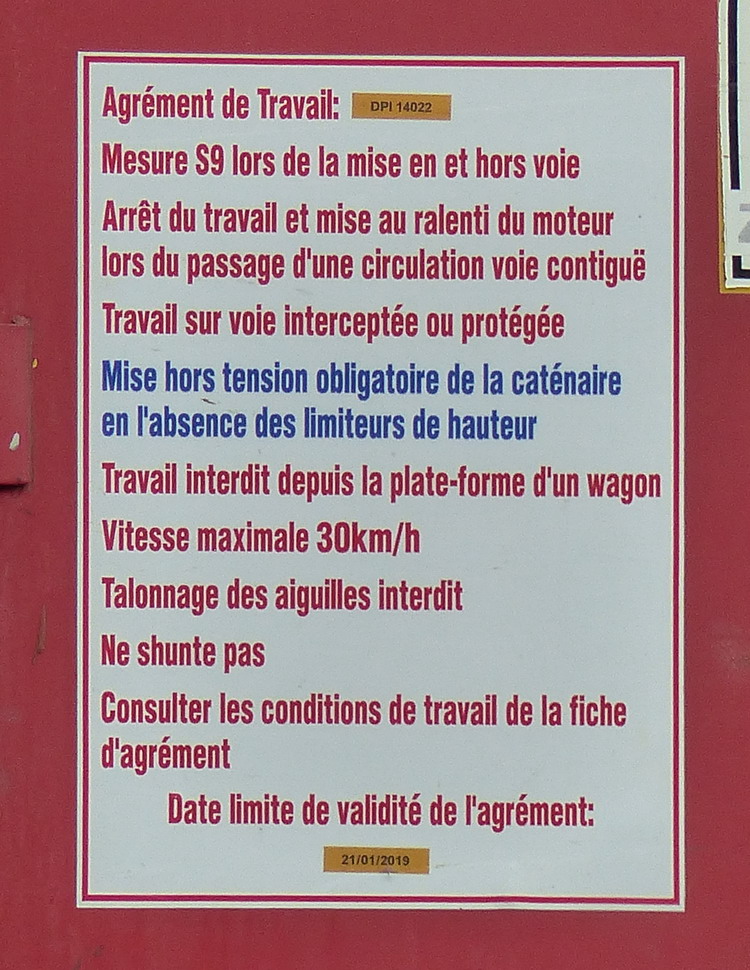 Agrément de Travail: DPI 14022
Mesure S9 lors de la mise en et hors voie
Arrêt du travail et mise au ralenti du moteur
lors du passage d'une circulation voie contiguë
Travail sur voie interceptée ou protégée
Mise hors tension obligatoire de la caténaire
en l'absence des limiteurs de hauteur
Travail interdit depuis la plate-forme d'un wagon
Vitesse maximale 30km/h
Talonnage des aiguilles interdit
Ne shunte pas
Consulter les conditions de travail de la fiche
d'agrément
Date limite de validité de l'agrément:
21/01/2019